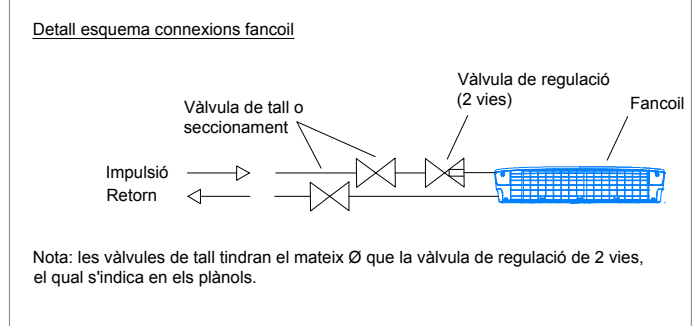 Detall esquema connexions fancoil
Vàlvula de regulació
(2 vies)
Fancoil
Vàlvula de tall o
seccionament
Impulsió
Retorn
Nota: les vàlvules de tall tindran el mateix Ø que la vàlvula de regulació de 2 vies,
el qual s'indica en els plànols.